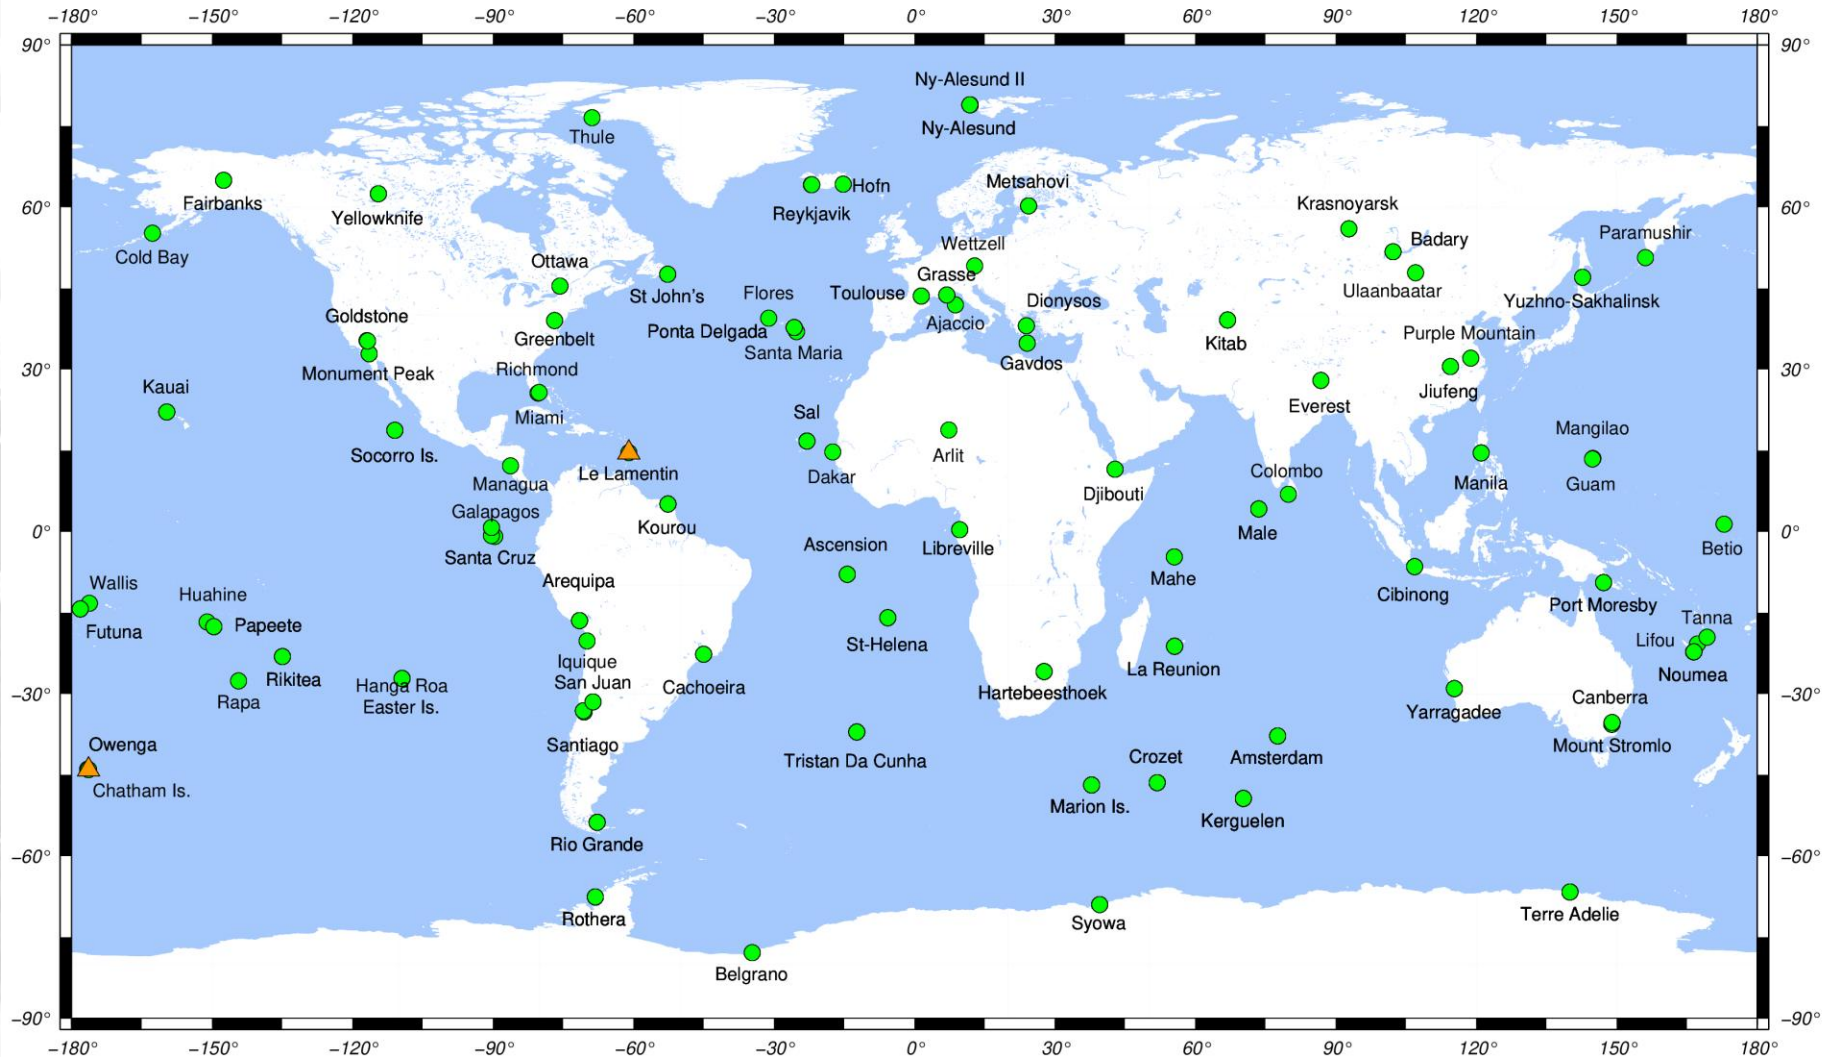 −180° −150° −120° −90° −60° −30° 0° 30° 60° 90° 120° 150° 180°
90° 90°
Ny-Alesund II
Ny-Alesund
Thule
Hofn
Reykjavik
Metsahovi
Fairbanks
Yellowknife
Krasnoyarsk
60° 60°
Cold Bay
Wettzell
Badary
Paramushir
Ottawa
Grasse
St John's
Flores
Toulouse
Dionysos
Ulaanbaatar
Yuzhno-Sakhalinsk
Goldstone
Greenbelt
Ponta Delgada
Ajaccio
Kitab
Purple Mountain
Santa Maria
Gavdos
30° 30°
Monument Peak
Richmond
Kauai
Miami
Everest
Jiufeng
Sal
Mangilao
Socorro Is.
Le Lamentin
Arlit
Dakar
Managua
Djibouti
Colombo
Manila
Guam
Galapagos
Kourou
0° 0°
Santa Cruz
Ascension
Libreville
Male
Betio
Wallis
Huahine
Arequipa
Mahe
Cibinong
Port Moresby
Futuna
Papeete
St-Helena
Tanna
Lifou
Iquique
La Reunion
Noumea
Rikitea
Hanga Roa
Easter Is.
San Juan
Cachoeira
Hartebeesthoek
−30° −30°
Rapa
Canberra
Yarragadee
Owenga
Santiago
Tristan Da Cunha
Crozet
Amsterdam
Mount Stromlo
Chatham Is.
Marion Is.
Kerguelen
Rio Grande
−60° −60°
Rothera
Syowa
Terre Adelie
Belgrano
−90° −90°
−180° −150° −120° −90° −60° −30° 0° 30° 60° 90° 120° 150° 180°